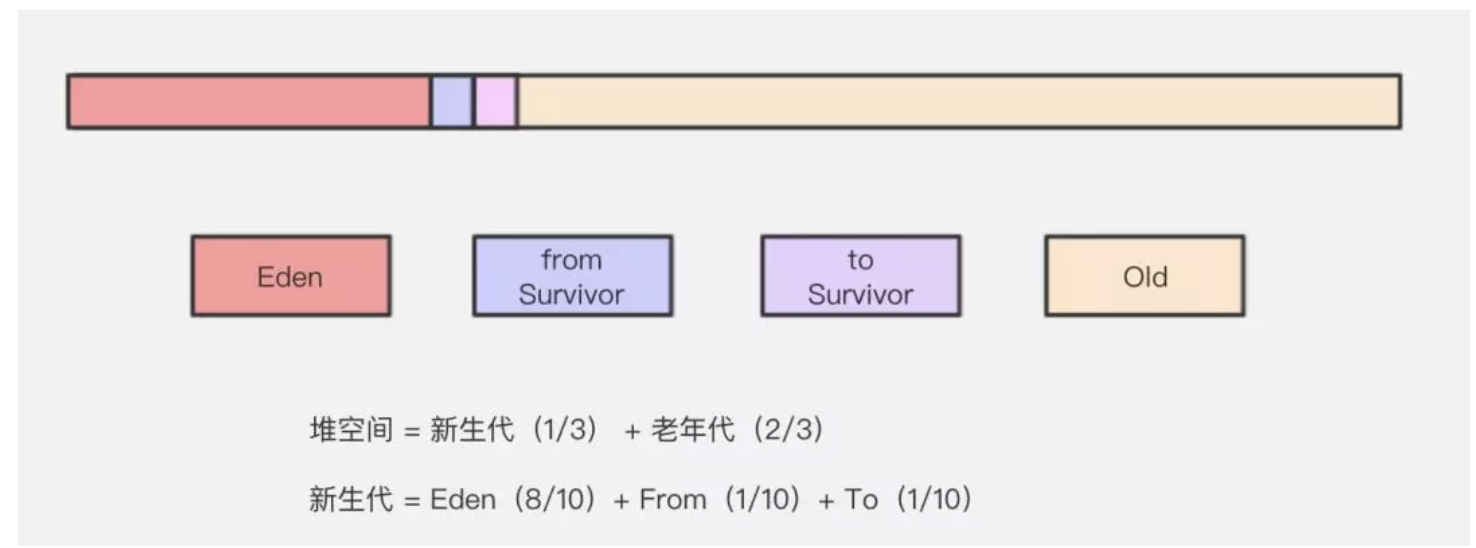 Eden
from
Survivor
to
Survivor
Old
堆空间 = 新生代（1/3） + 老年代（2/3）
新生代 = Eden（8/10）+ From（1/10）+ To（1/10）